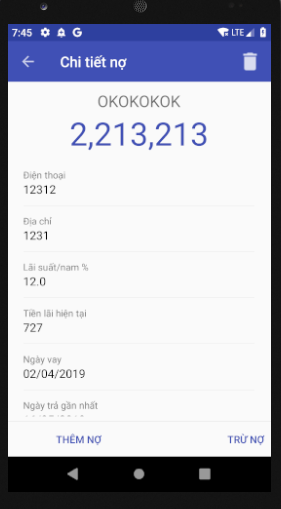 7:45 G LTE
Chi tiết nợ
OKOKOKOK
2,213,213
Điện thoại
12312
Địa chỉ
1231
Lãi suất/nam %
12.0
Tiền lãi hiện tại
727
Ngày vay
02/04/2019
Ngày trả gần nhất
THÊM NỢ TRỪ NỢ